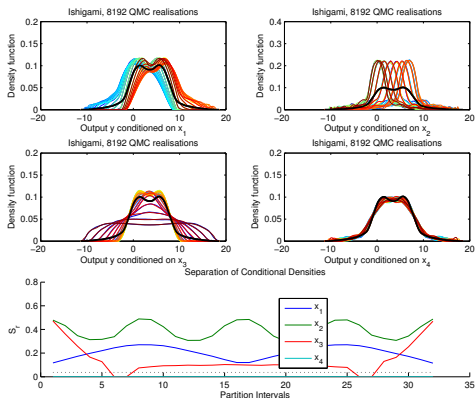 Ishigami, 8192 QMC realisations
Density function
0.2
0.15
0.1
0.05
0
−20 −10 0 10 20
Output y conditioned on x1
Ishigami, 8192 QMC realisations
Density function
0.4
0.3
0.2
0.1
0
−20 −10 0 10 20
Output y conditioned on x2
Ishigami, 8192 QMC realisations
Density function
0.2
0.15
0.1
0.05
0
−20 −10 0 10 20
Output y conditioned on x3
Ishigami, 8192 QMC realisations
Density function
0.2
0.15
0.1
0.05
0
−20 −10 0 10 20
Output y conditioned on x4
Separation of Conditional Densities
Sr
0.8
0.6
0.4
0.2
0
x1
x2
x3
x4
0 5 10 15 20 25 30 35
Partition Intervals